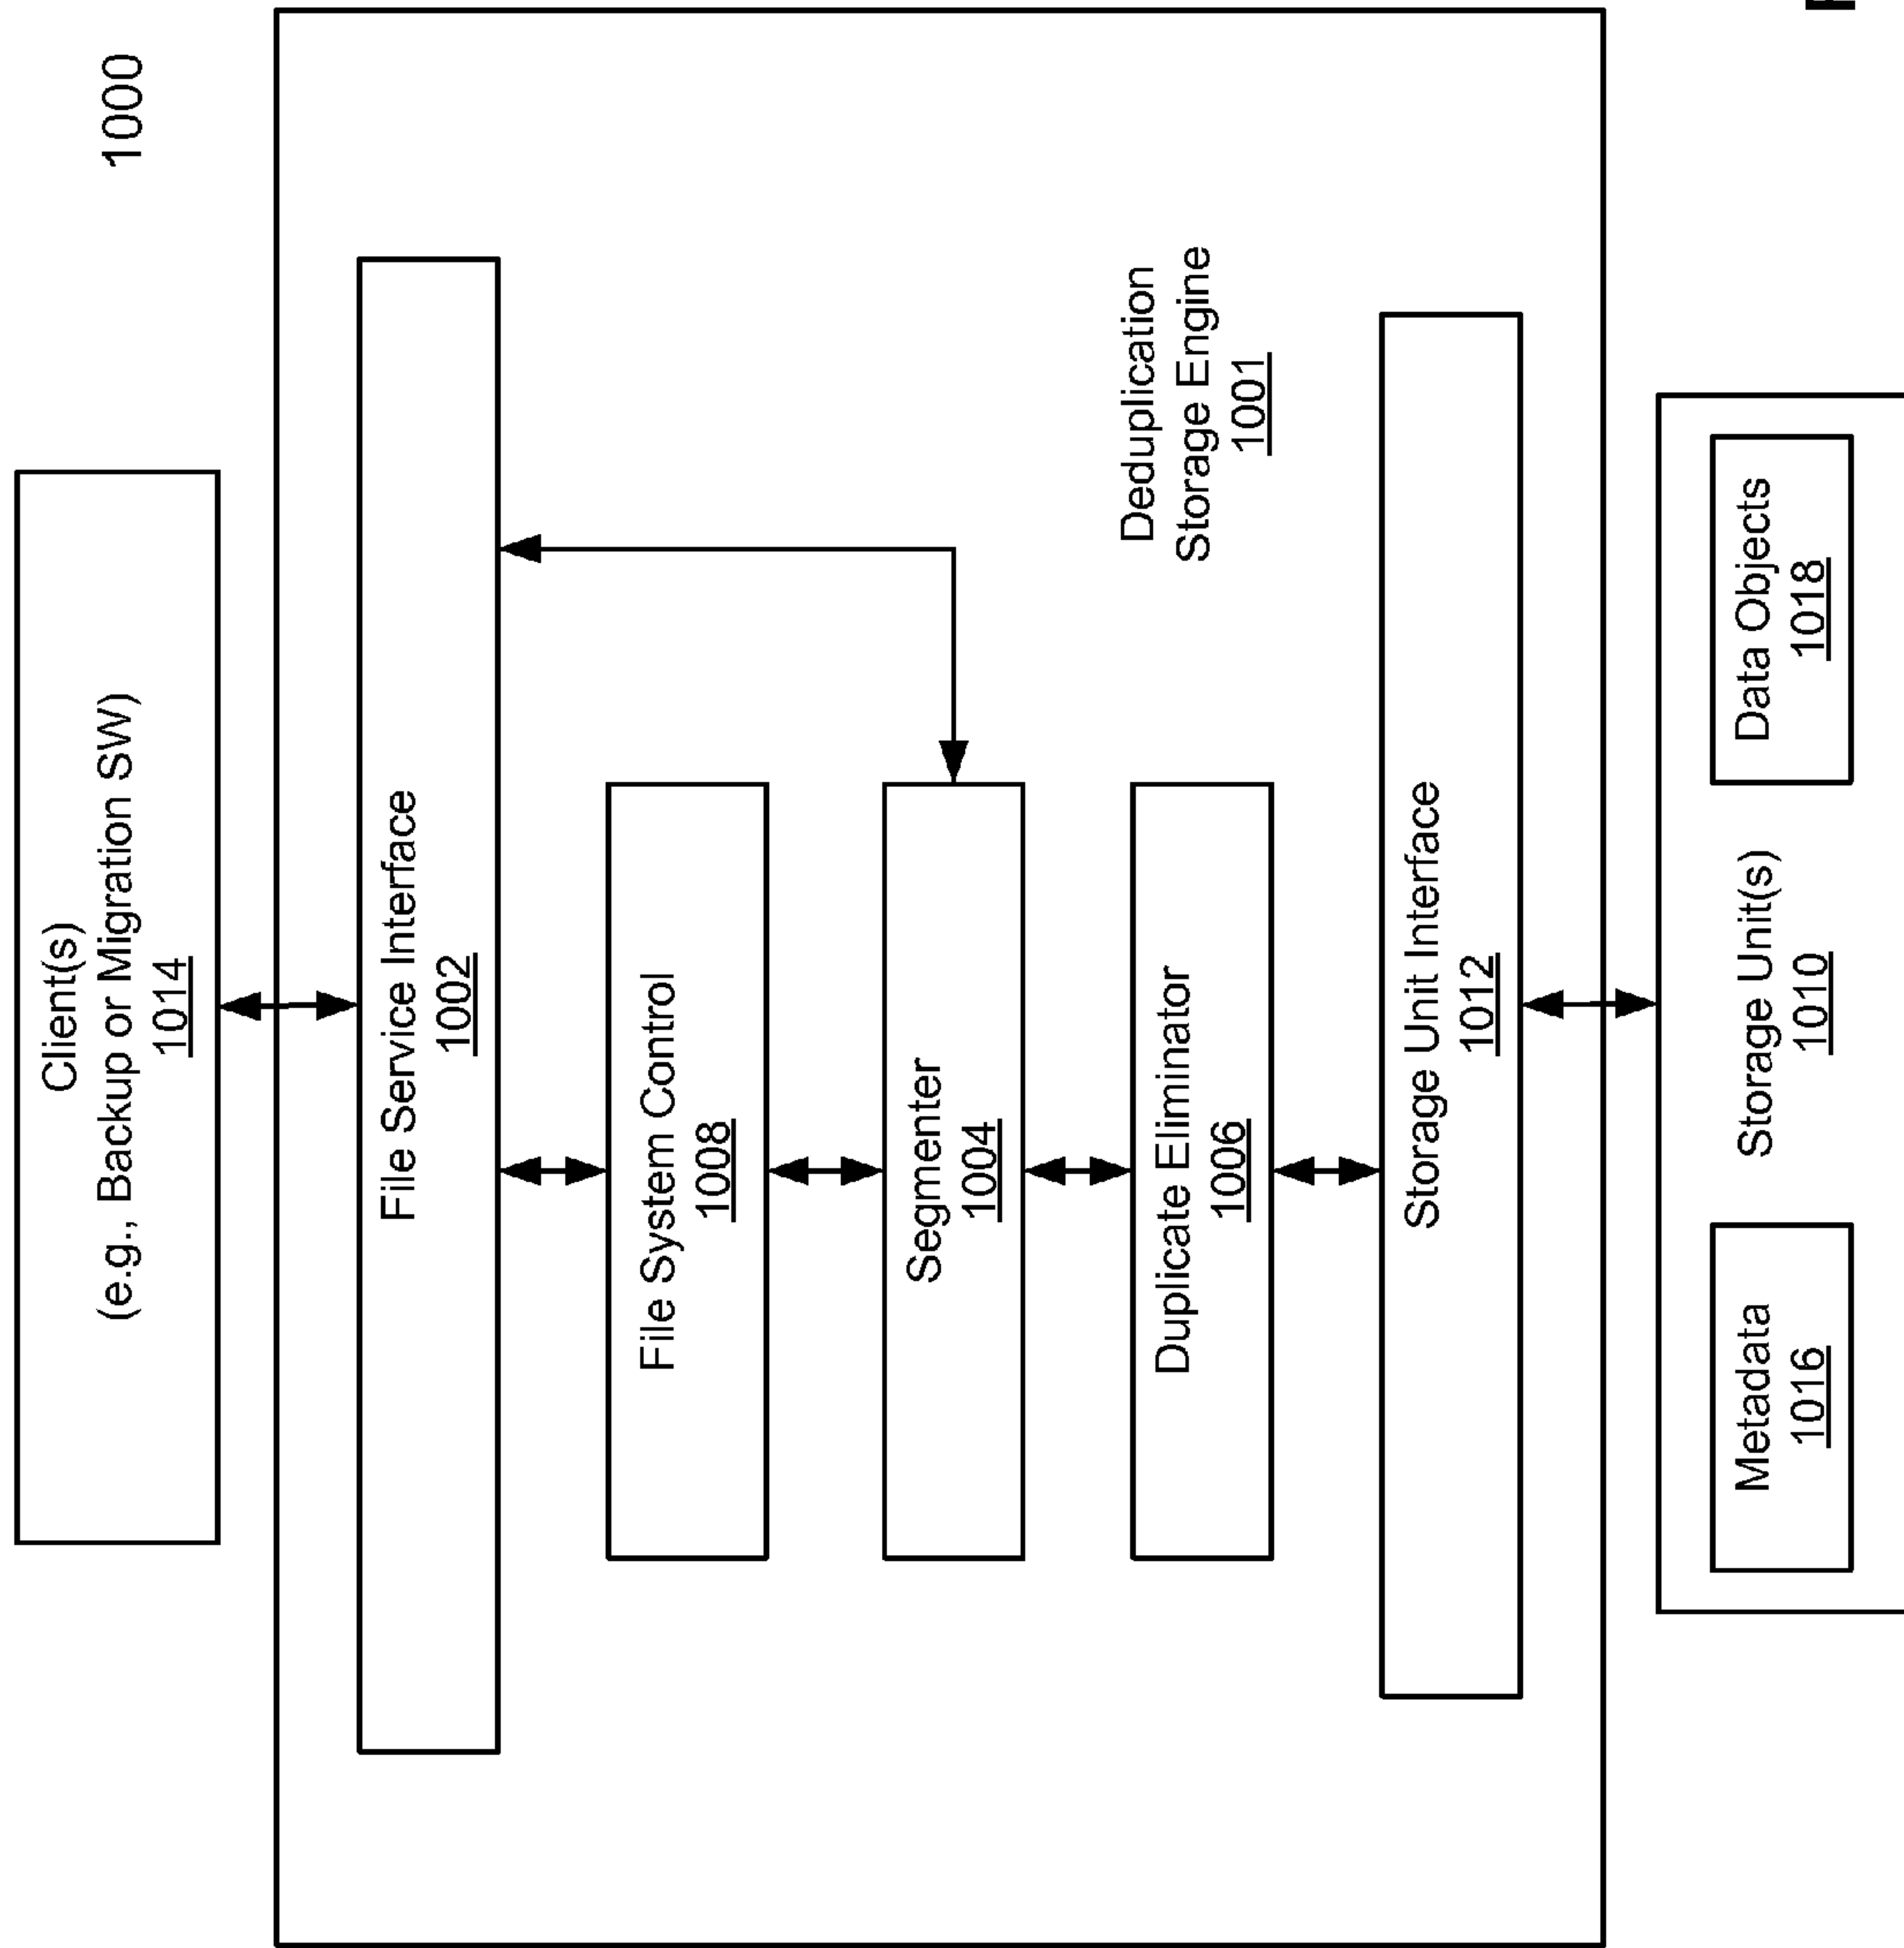 1000
Client(s)
(e.g., Backup or Migration SW)
1014
File Service Interface
1002
File System Control
1008
Segmenter
1004
Duplicate Eliminator
1006
Deduplication
Storage Engine
1001
Storage Unit Interface
1012
Metadata
1016
Storage Unit(s)
1010
Data Objects
1018